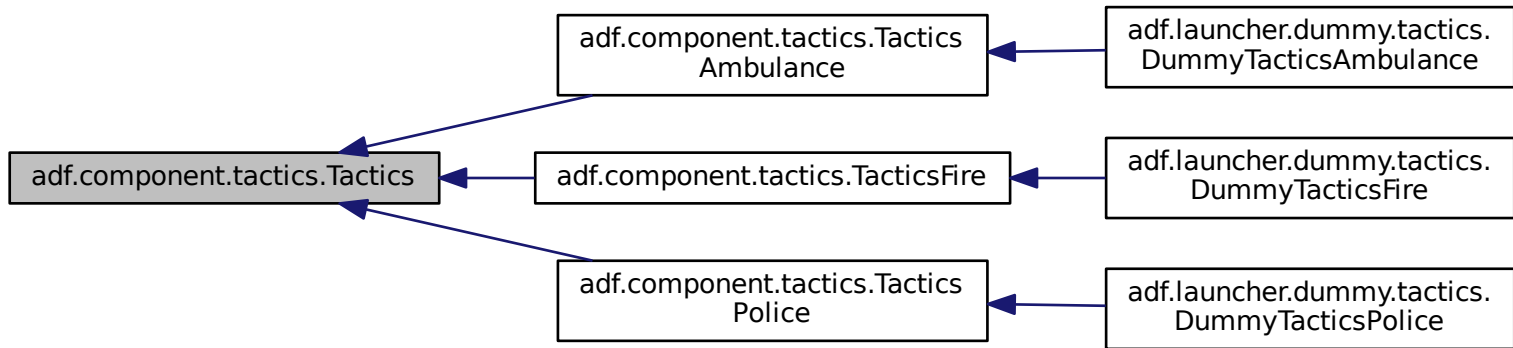 adf.component.tactics.Tactics
adf.component.tactics.Tactics
Ambulance
adf.component.tactics.TacticsFire
adf.component.tactics.Tactics
Police
adf.launcher.dummy.tactics.
DummyTacticsAmbulance
adf.launcher.dummy.tactics.
DummyTacticsFire
adf.launcher.dummy.tactics.
DummyTacticsPolice